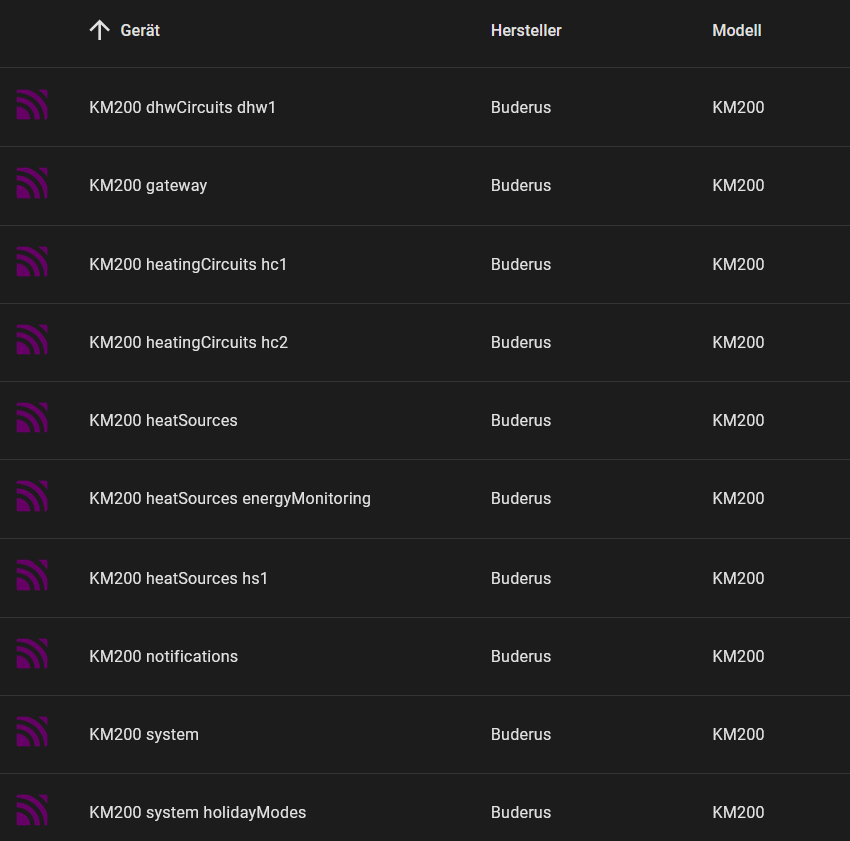 Gerät Hersteller Modell
KM200 dhwCircuits dhw1 Buderus KM200
KM200 gateway Buderus KM200
KM200 heatingCircuits hc1 Buderus KM200
KM200 heatingCircuits hc2 Buderus KM200
KM200 heatSources Buderus KM200
KM200 heatSources energyMonitoring Buderus KM200
KM200 heatSources hs1 Buderus KM200
KM200 notifications Buderus KM200
KM200 system Buderus KM200
KM200 system holidayModes Buderus KM200